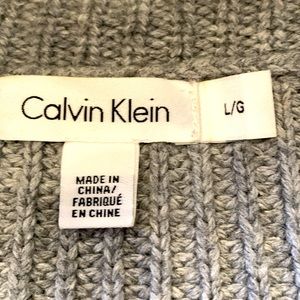 Calvin Klein
L/G
MADE IN
CHINA/
FABRIQUÉ
EN CHINE